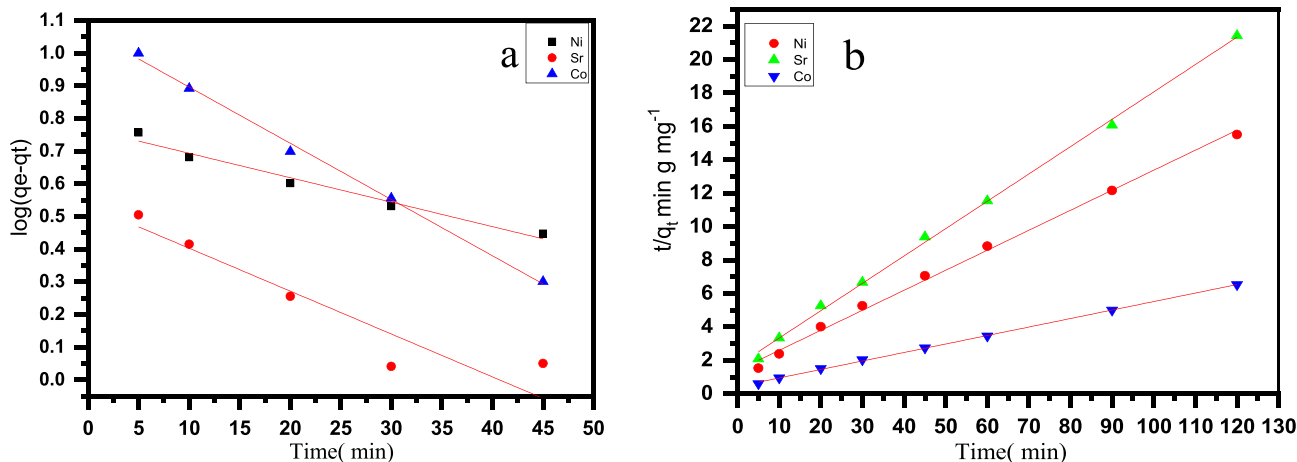 a
Ni
Sr
Co
1.1
1.0
0.9
0.8
0.7
0.6
0.5
0.4
0.3
0.2
0.1
0.0
log(qe-qt)
0 5 10 15 20 25 30 35 40 45 50
Time( min)
b
Ni
Sr
Co
22
20
18
16
14
12
10
8
6
4
2
0
t/qt min g mg-1
0 10 20 30 40 50 60 70 80 90 100 110 120 130
Time( min)